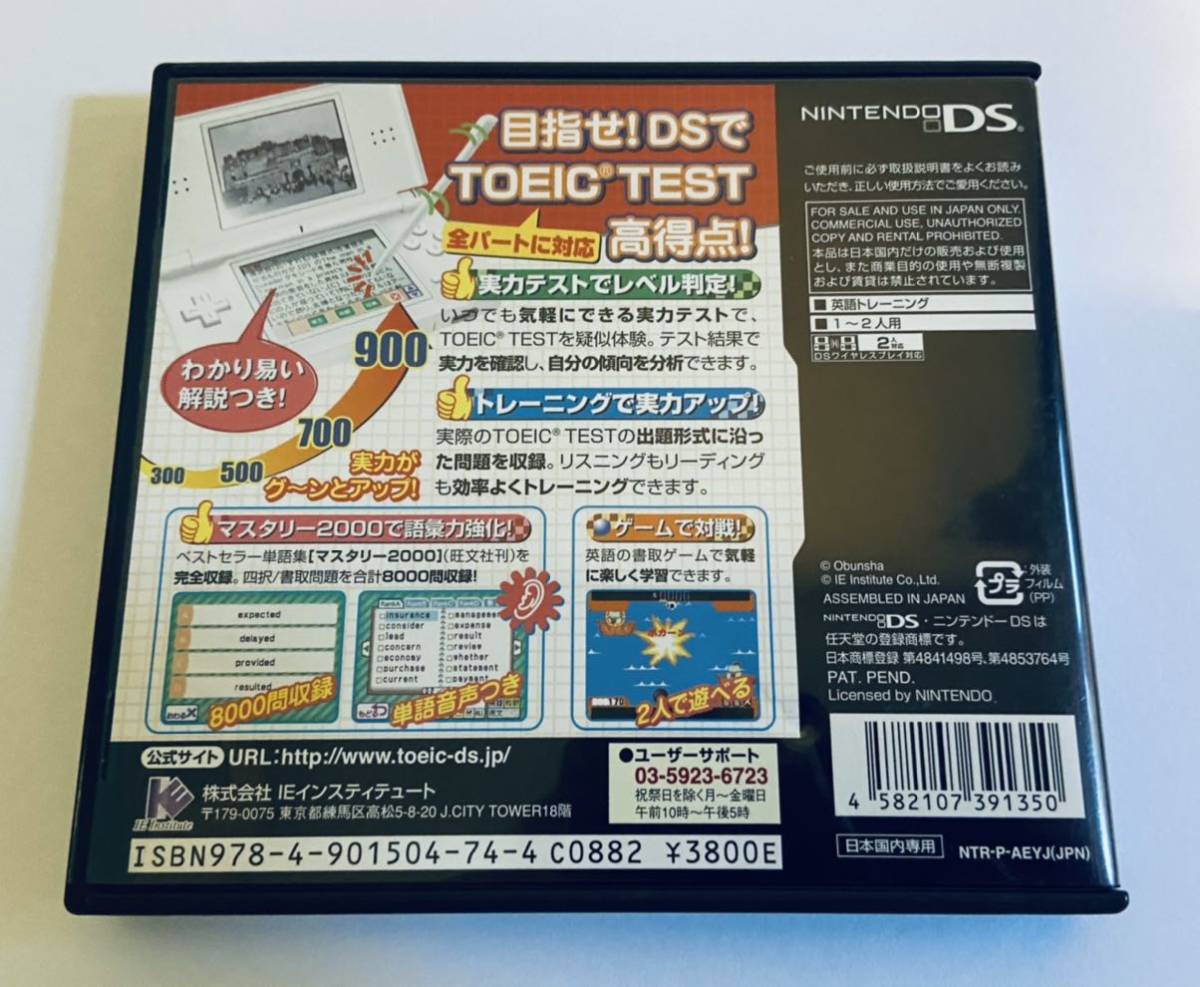 目指せ!DSで
TOEIC® TEST
全パートに対応
高得点!
わかり易い
解説つき!
300
500
700
900
実力が
グ〜ンとアップ!
実力テストでレベル判定!
いつでも気軽にできる実力テストで、
TOEIC® TESTを疑似体験。テスト結果で
実力を確認し、自分の傾向を分析できます。
トレーニングで実力アップ!
実際のTOEIC® TESTの出題形式に沿っ
た問題を収録。リスニングもリーディング
も効率よくトレーニングできます。
マスタリー2000で語彙力強化!
ベストセラー単語集[マスタリー2000](旺文社刊)を
完全収録。四択/書取問題を合計8000問収録!
expected
delayed
provided
resulted
8000問収録
insurance
consider
lead
concern
economy
purchase
current
expense
result
review
whether
statement
payment
もどる
単語音声つき
ゲームで対戦!
英語の書取ゲームで気軽
に楽しく学習できます。
2人で遊べる
公式サイト URL:http://www.toeic-ds.jp/
IE Institute
株式会社 IEインスティテュート
〒179-0075 東京都練馬区高松5-8-20 J.CITY TOWER18階
●ユーザーサポート
03-5923-6723
祝祭日を除く月〜金曜日
午前10時〜午後5時
ISBN978-4-901504-74-4 C0882 ¥3800E
NINTENDO DS®
ご使用前に必ず取扱説明書をよくお読み
いただき、正しい使用方法でご愛用ください。
FOR SALE AND USE IN JAPAN ONLY.
COMMERCIAL USE, UNAUTHORIZED
COPY AND RENTAL PROHIBITED.
本品は日本国内だけの販売および使用
とし、また商業目的の使用や無断複製
および賃貸は禁止されています。
■英語トレーニング
■1〜2人用
2人対応
DSワイヤレスプレイ対応
© Obunsha
© IE Institute Co.,Ltd.
ASSEMBLED IN JAPAN
プラ
外装
フィルム
(PP)
NINTENDO DS・ニンテンドーDSは
任天堂の登録商標です。
日本商標登録 第4841498号、第4853764号
PAT. PEND.
Licensed by NINTENDO.
4 582107 391350
日本国内専用
NTR-P-AEYJ(JPN)